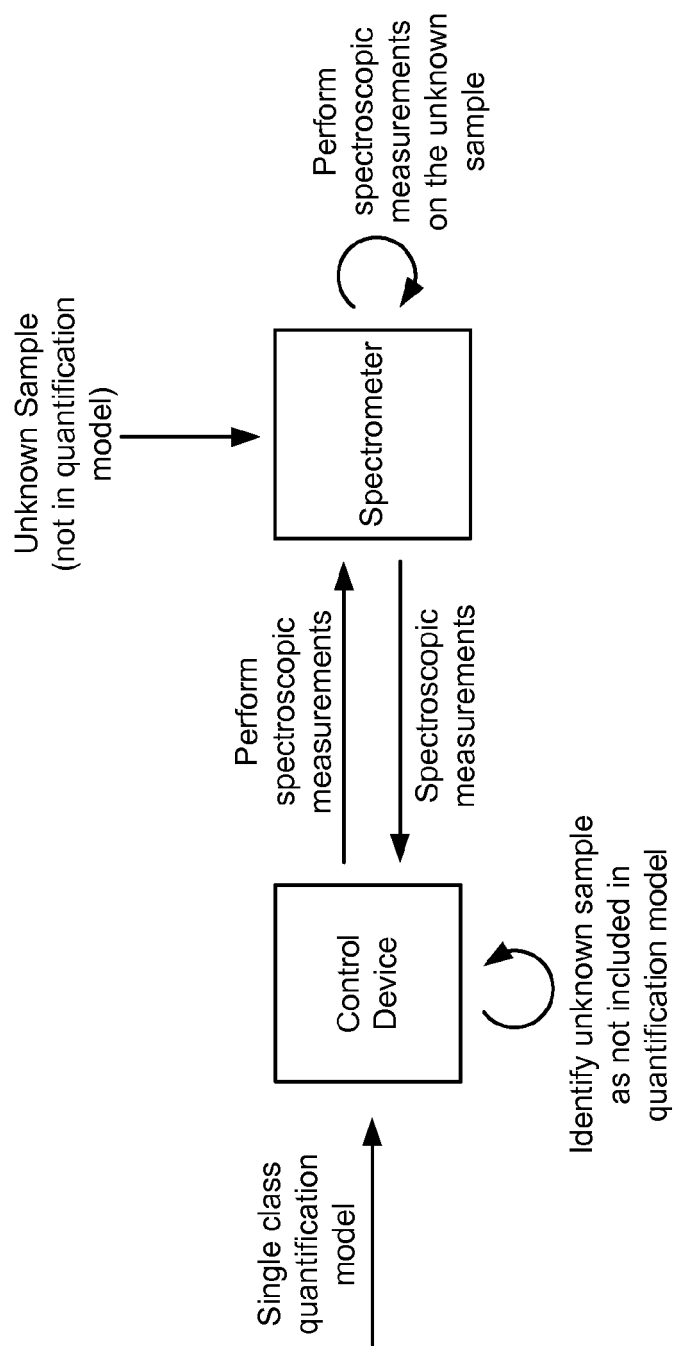 Single class
quantification
model
Control
Device
Identify unknown sample
as not included in
quantification model
Perform
spectroscopic
measurements
Spectroscopic
measurements
Unknown Sample
(not in quantification
model)
Spectrometer
Perform
spectroscopic
measurements
on the unknown
sample